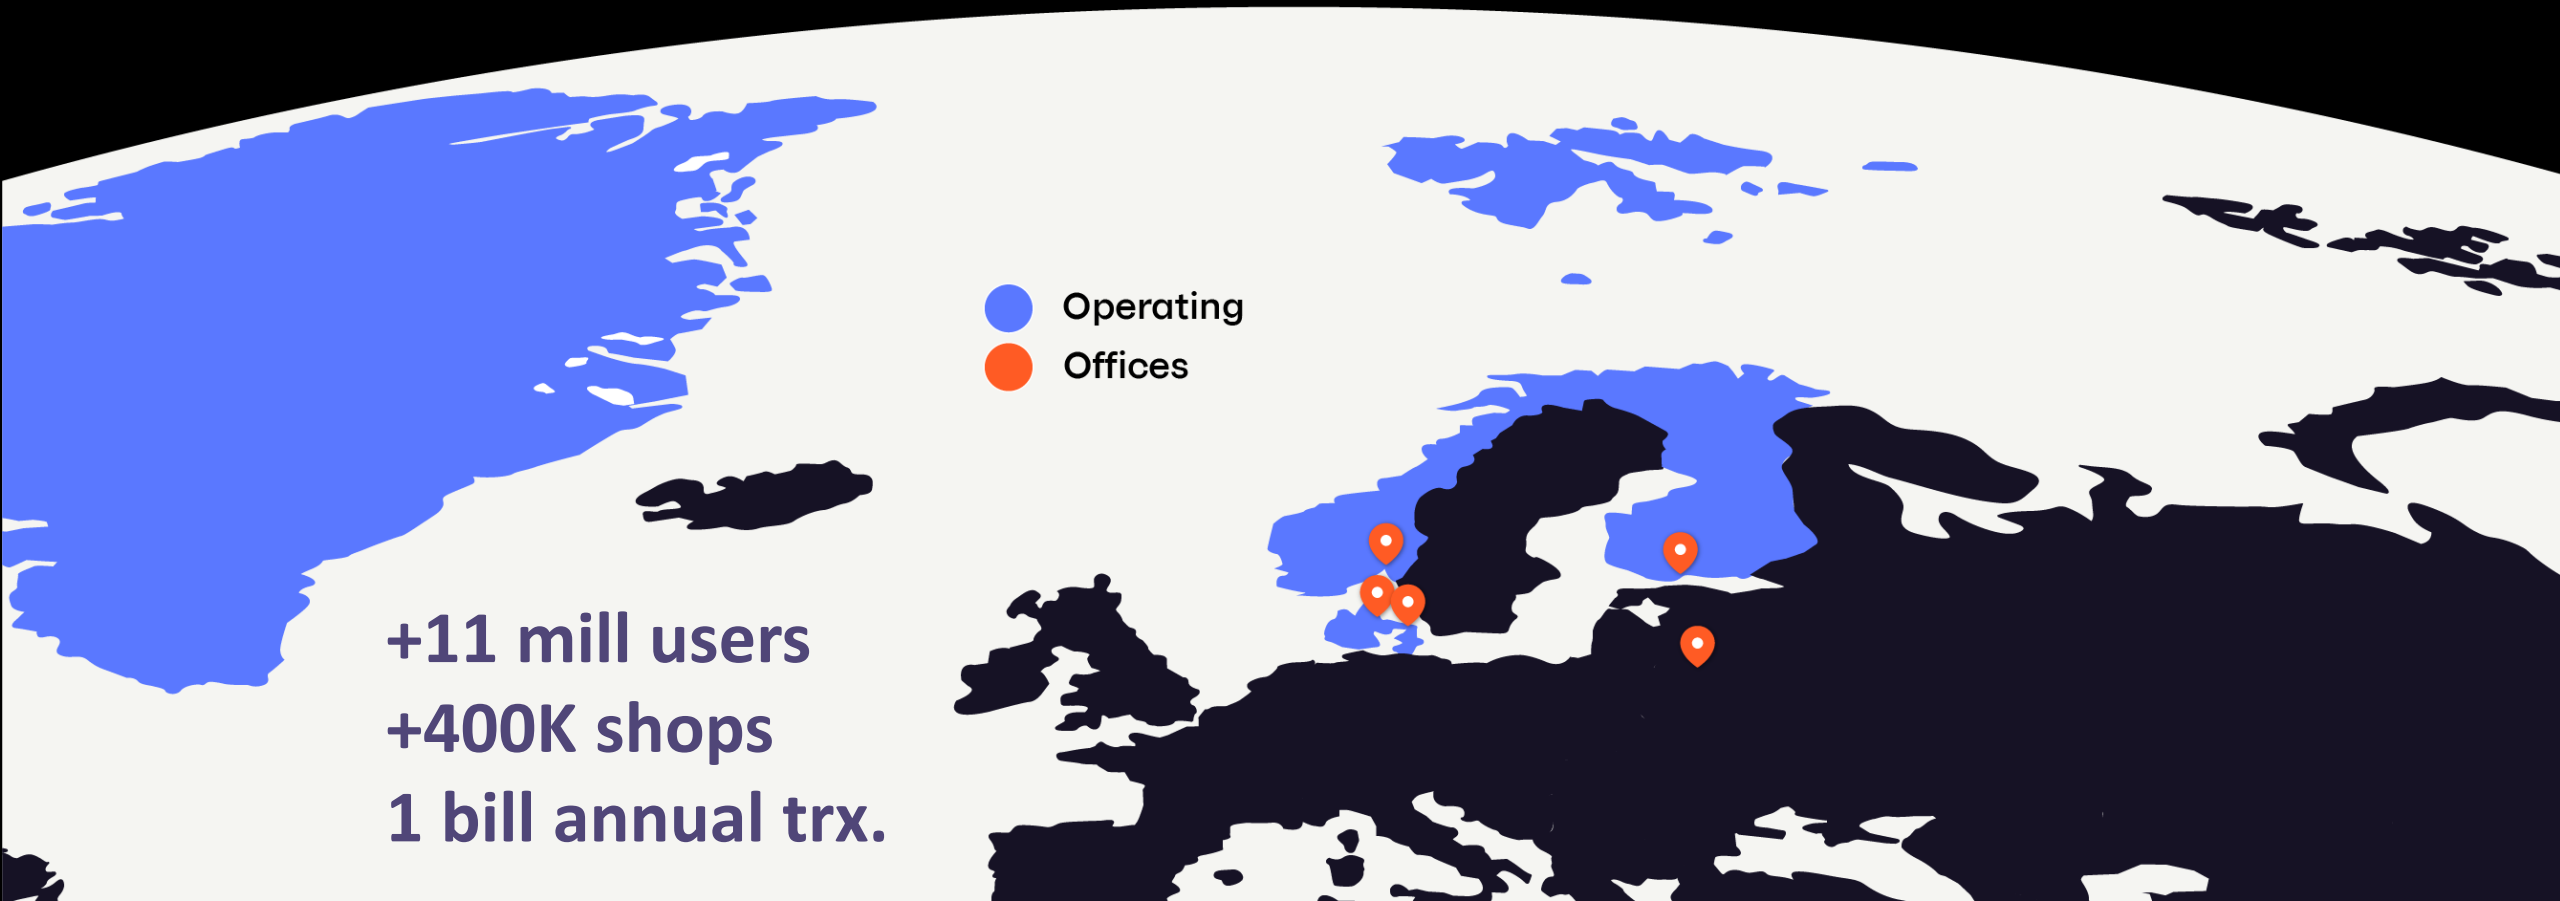 Operating
Offices
+11 mill users
+400K shops
1 bill annual trx.